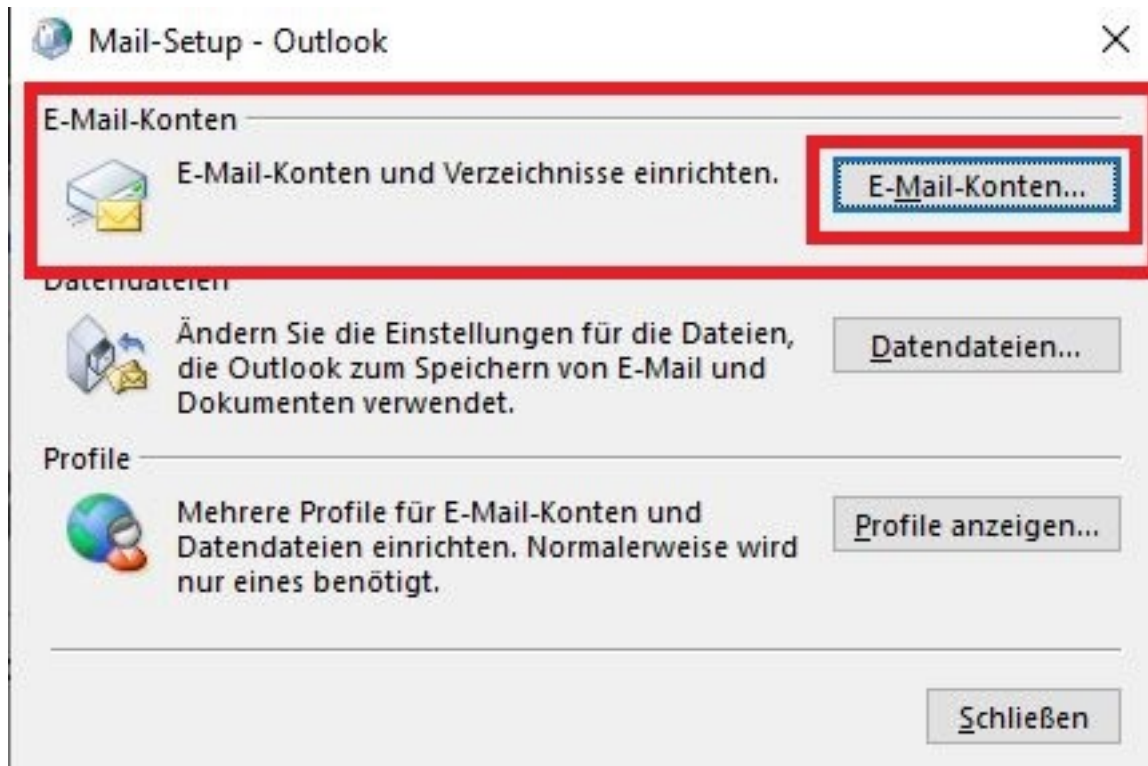 Mail-Setup - Outlook
E-Mail-Konten
E-Mail-Konten und Verzeichnisse einrichten.
E-Mail-Konten...
Datendateien
Ändern Sie die Einstellungen für die Dateien,
die Outlook zum Speichern von E-Mail und
Dokumenten verwendet.
Datendateien...
Profile
Mehrere Profile für E-Mail-Konten und
Datendateien einrichten. Normalerweise wird
nur eines benötigt.
Profile anzeigen...
Schließen